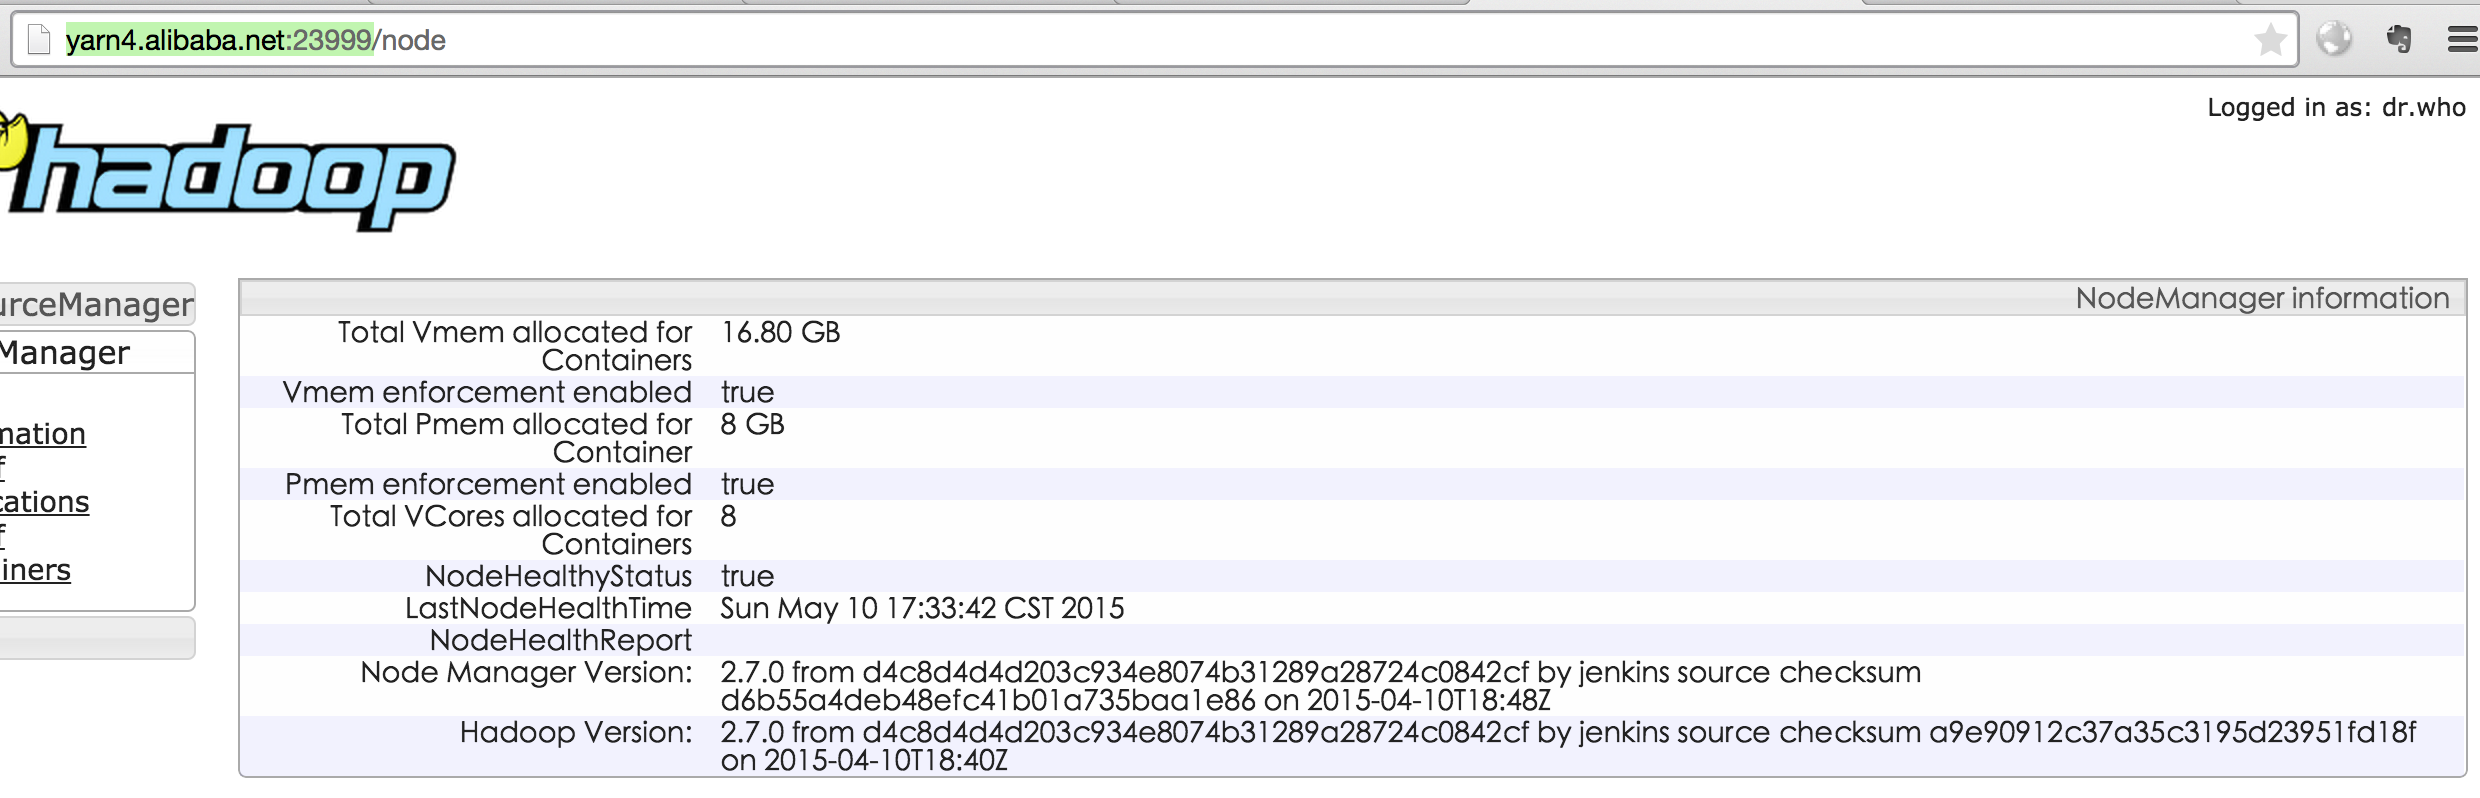 yarn4.alibaba.net:23999/node
Logged in as: dr.who
hadoop
urceManager
Manager
mation
f
cations
f
iners
NodeManager information
Total Vmem allocated for 16.80 GB
Containers
Vmem enforcement enabled true
Total Pmem allocated for 8 GB
Container
Pmem enforcement enabled true
Total VCores allocated for 8
Containers
NodeHealthyStatus true
LastNodeHealthTime Sun May 10 17:33:42 CST 2015
NodeHealthReport
Node Manager Version: 2.7.0 from d4c8d4d4d203c934e8074b31289a28724c0842cf by jenkins source checksum
d6b55a4deb48efc41b01a735baa1e86 on 2015-04-10T18:48Z
Hadoop Version: 2.7.0 from d4c8d4d4d203c934e8074b31289a28724c0842cf by jenkins source checksum a9e90912c37a35c3195d23951fd18f
on 2015-04-10T18:40Z